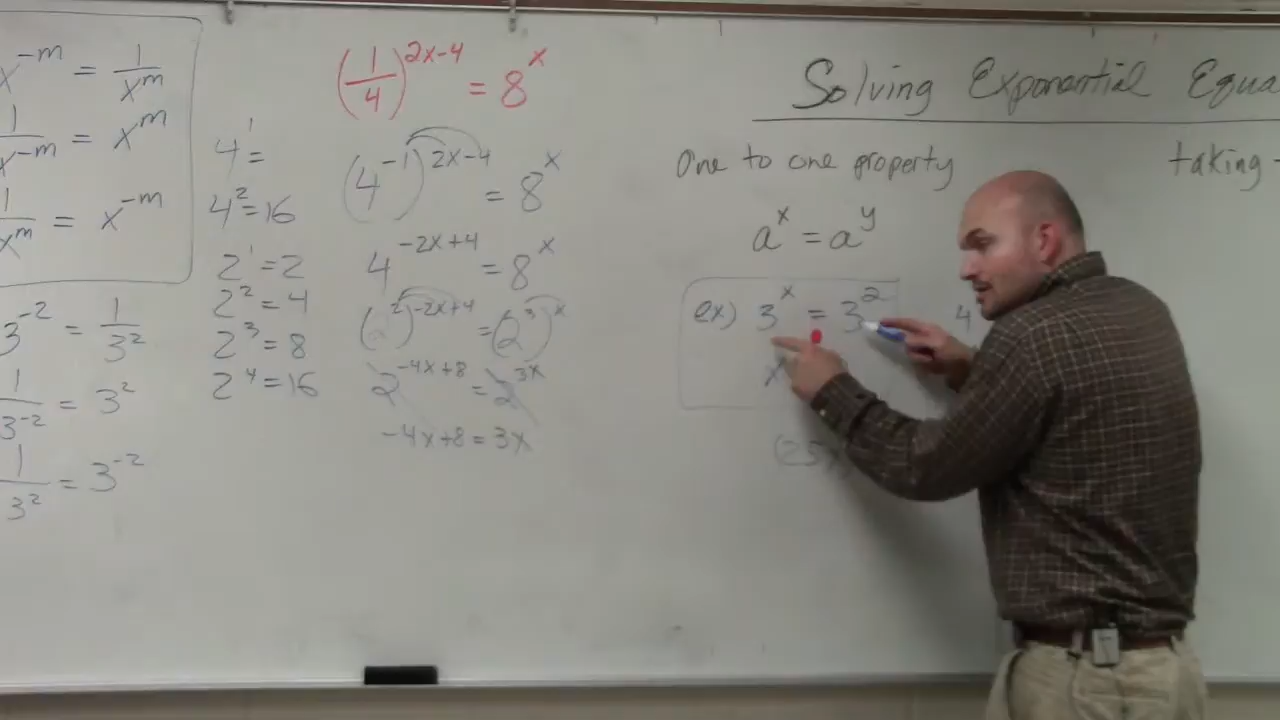 x^-m = 1/x^m
1/x^-m = x^m
1/x^m = x^-m
3^-2 = 1/3^2
1/3^-2 = 3^2
1/3^2 = 3^-2
4^1 =
4^2 = 16
2^1 = 2
2^2 = 4
2^3 = 8
2^4 = 16
(1/4)^2x-4 = 8^x
(4^-1)^2x-4 = 8^x
4^-2x+4 = 8^x
(2^2)^-2x+4 = (2^3)^x
2^-4x+8 = 2^3x
-4x+8 = 3x
Solving Exponential
One to one property
taking
a^x = a^y
ex) 3^x = 3^2
4
x